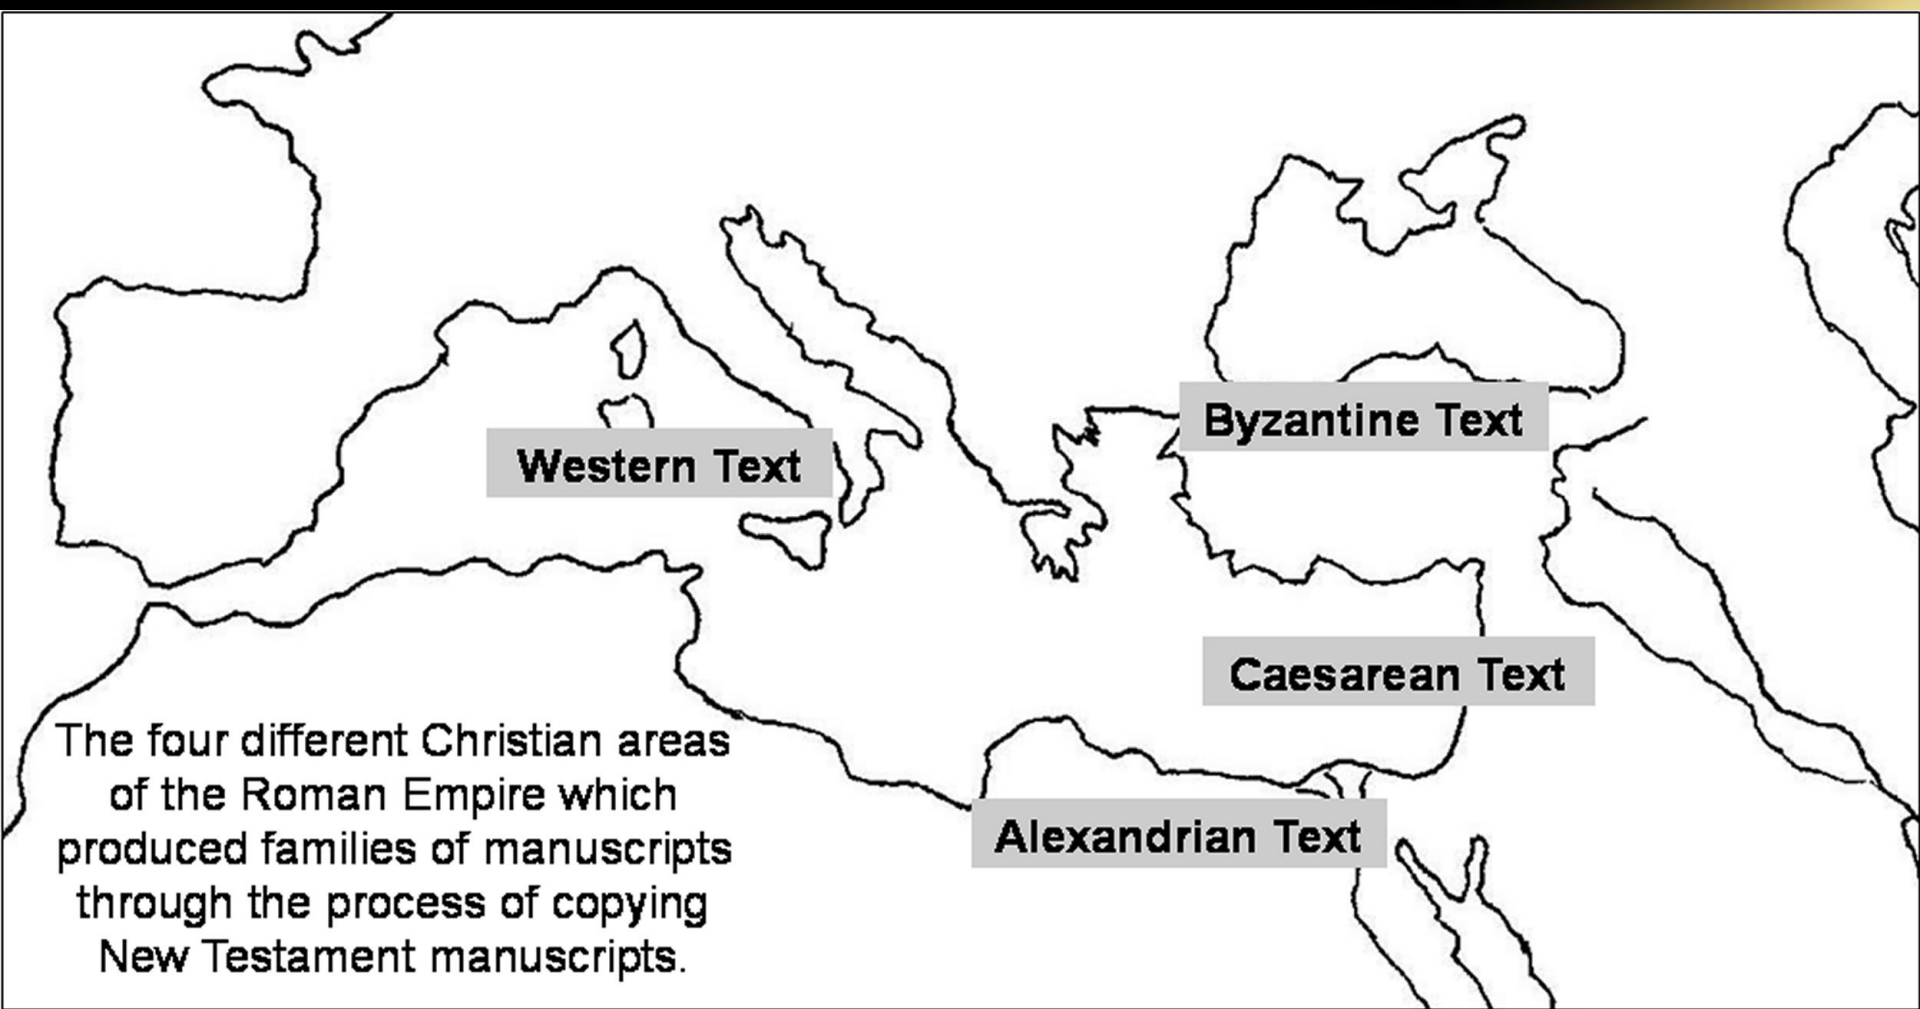 Byzantine Text
Western Text
Caesarean Text
Alexandrian Text
The four different Christian areas
of the Roman Empire which
produced families of manuscripts
through the process of copying
New Testament manuscripts.